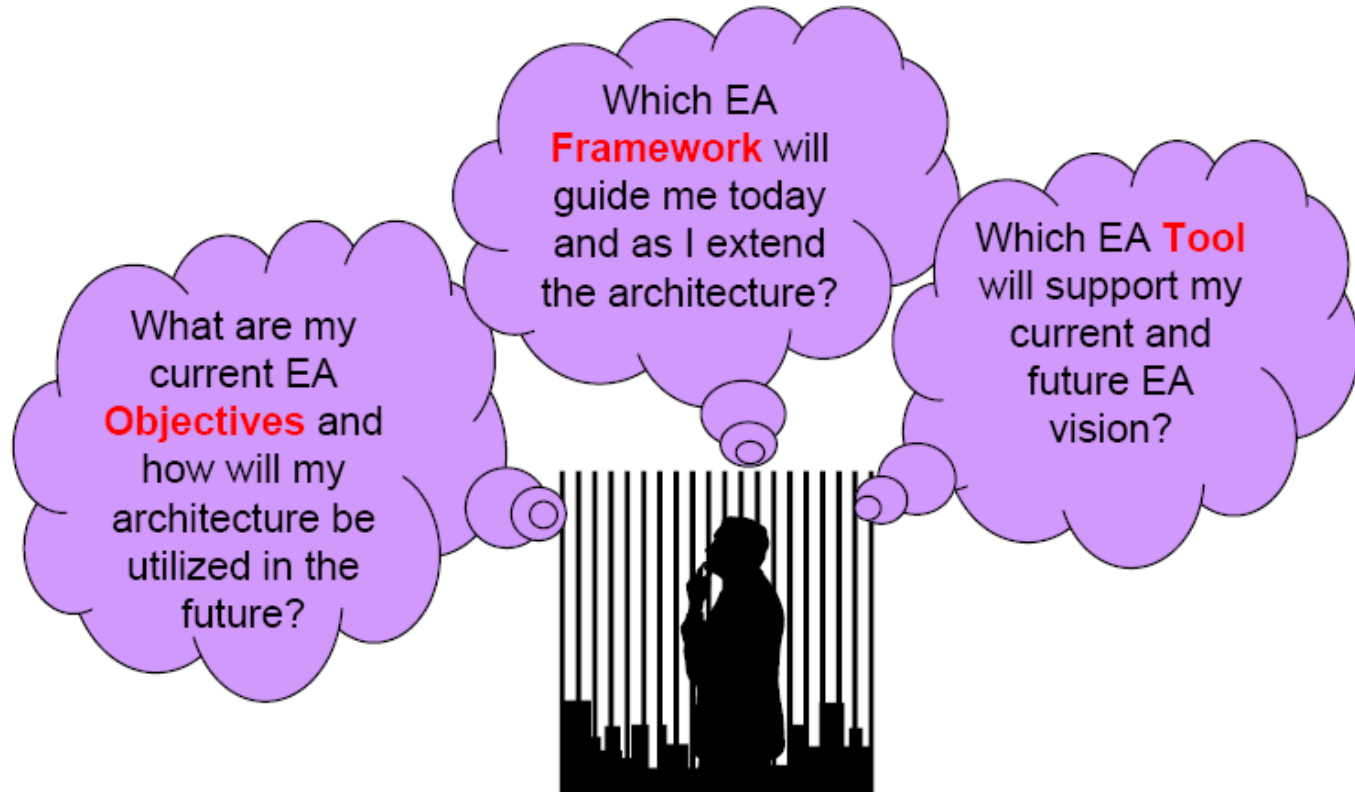 What are my
current EA
Objectives and
how will my
architecture be
utilized in the
future?
Which EA
Framework will
guide me today
and as I extend
the architecture?
Which EA Tool
will support my
current and
future EA
vision?